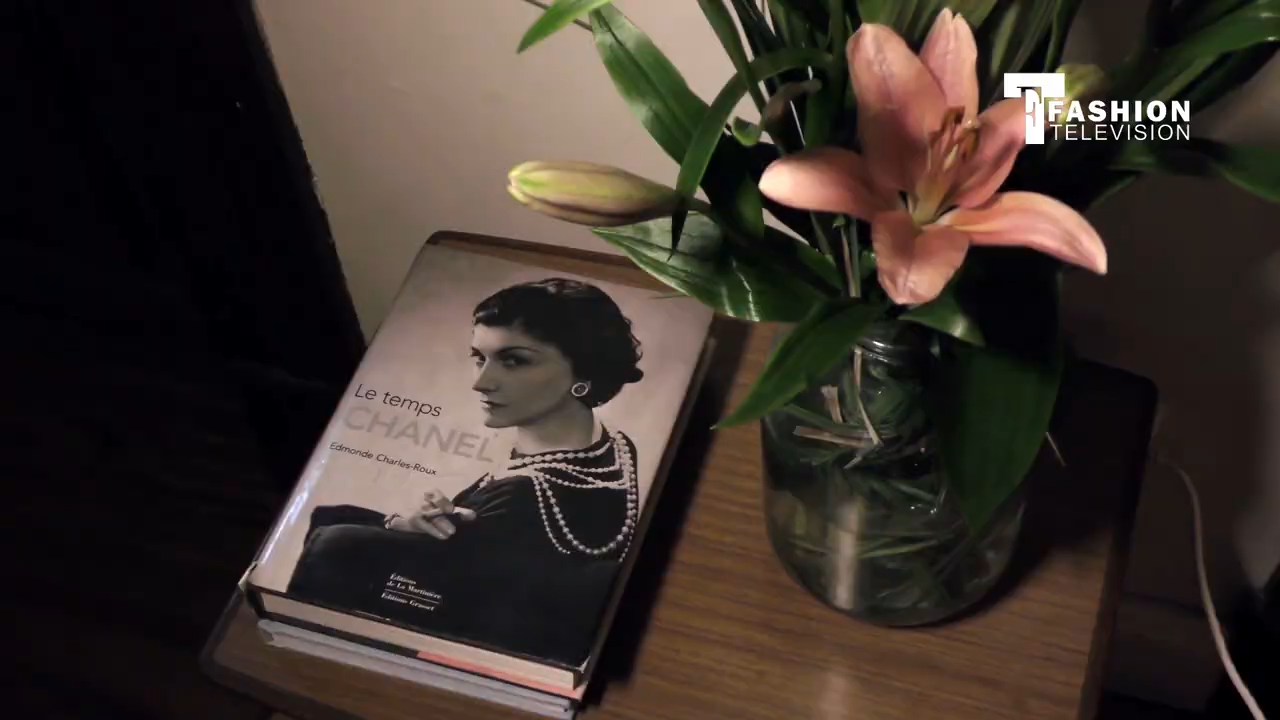 FASHION
TELEVISION
Le temps
CHANEL
Edmonde Charles-Roux
Éditions
de La Martinière
Éditions Grasset